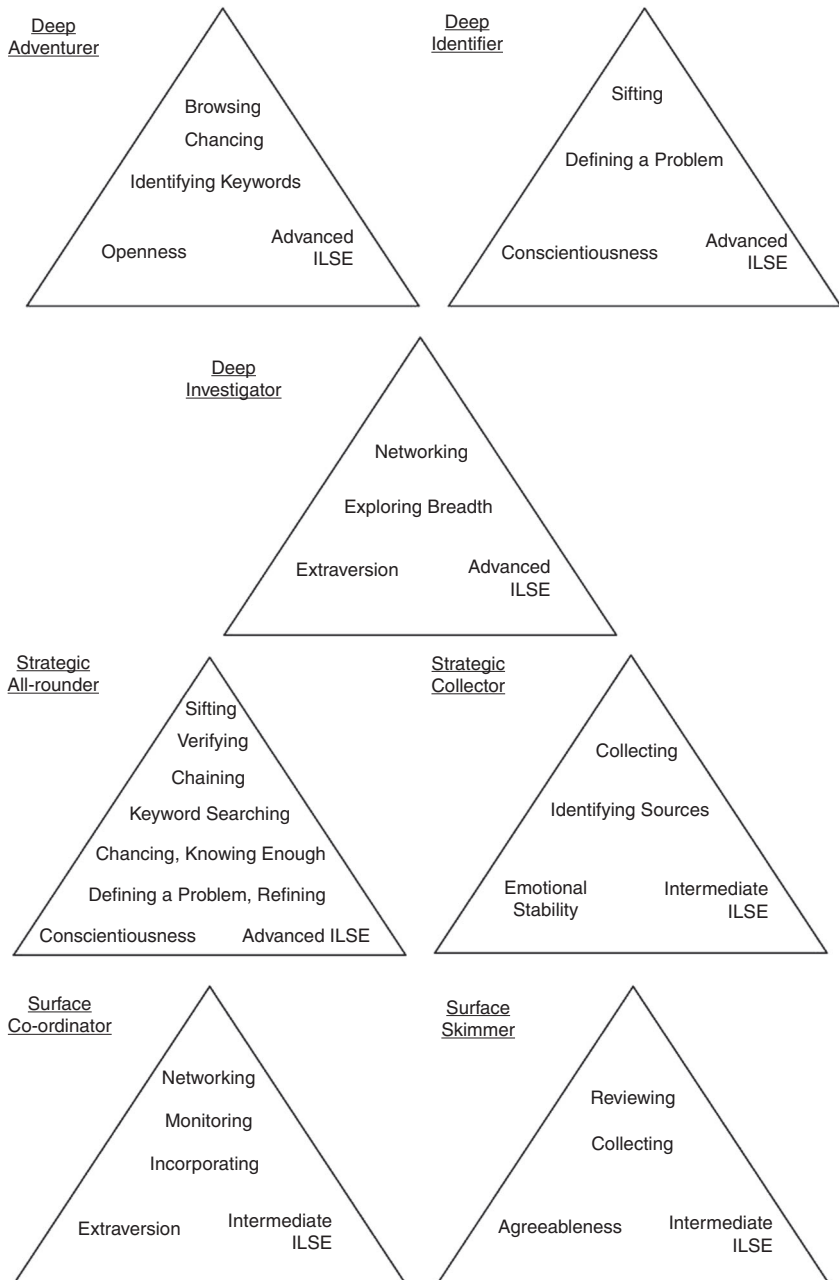 Deep
Adventurer
Browsing
Chancing
Identifying Keywords
Openness
Advanced
ILSE
Deep
Identifier
Sifting
Defining a Problem
Conscientiousness
Advanced
ILSE
Deep
Investigator
Networking
Exploring Breadth
Extraversion
Advanced
ILSE
Strategic
All-rounder
Sifting
Verifying
Chaining
Keyword Searching
Chancing, Knowing Enough
Defining a Problem, Refining
Conscientiousness
Advanced ILSE
Strategic
Collector
Collecting
Identifying Sources
Emotional
Stability
Intermediate
ILSE
Surface
Co-ordinator
Networking
Monitoring
Incorporating
Extraversion
Intermediate
ILSE
Surface
Skimmer
Reviewing
Collecting
Agreeableness
Intermediate
ILSE